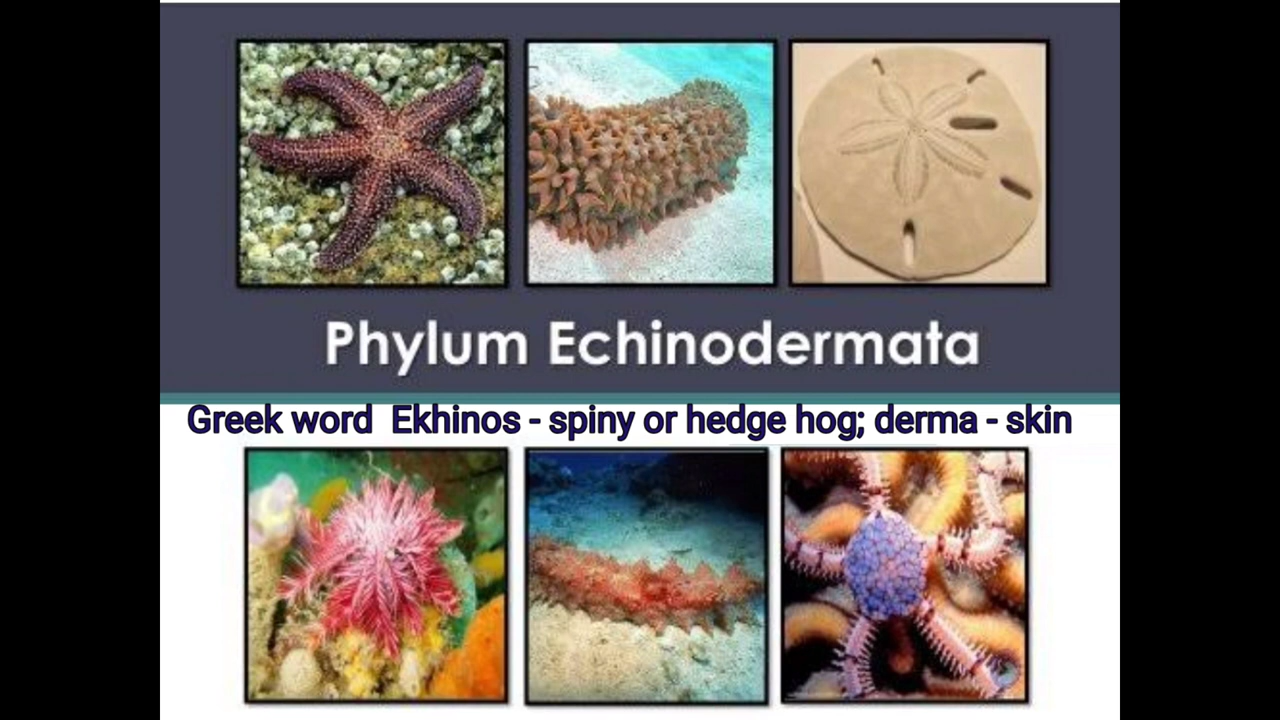 Phylum Echinodermata
Greek word Ekhinos - spiny or hedge hog; derma - skin